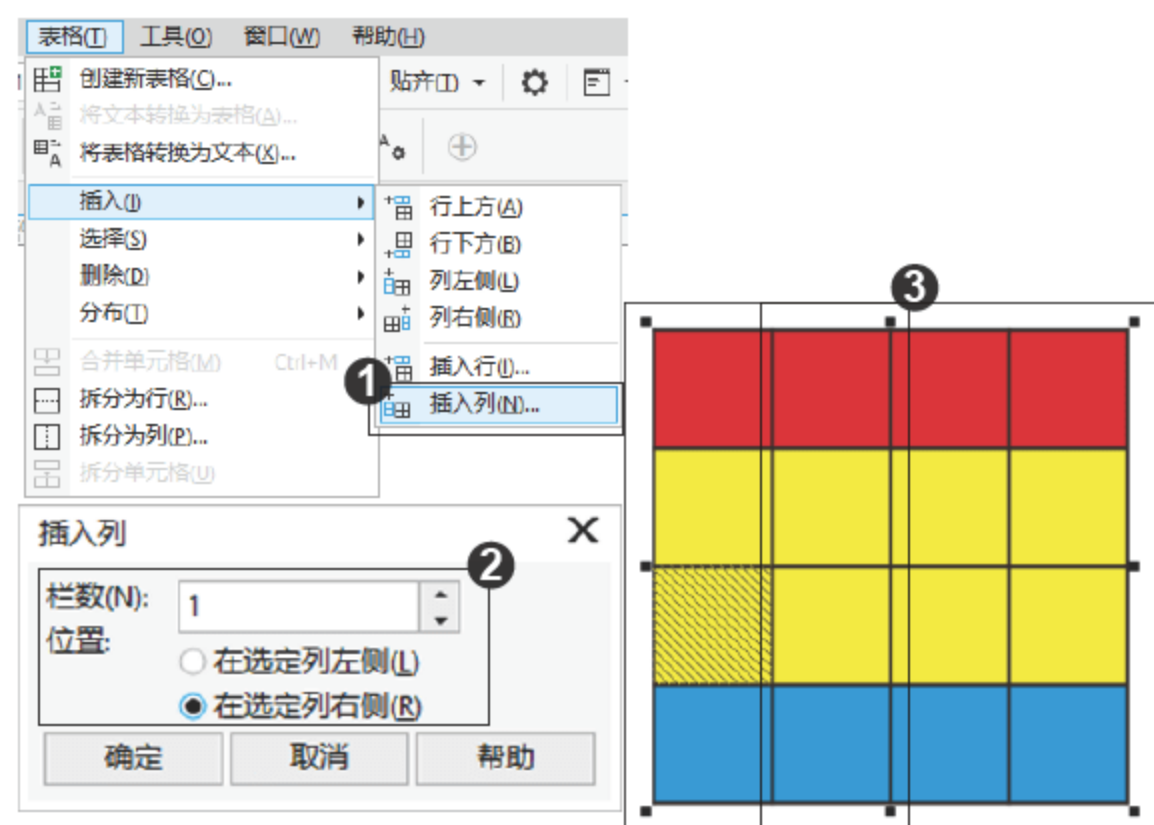 表格(T) 工具(O) 窗口(W) 帮助(H)
创建新表格(C)...
贴齐(T)
将文本转换为表格(A)...
将表格转换为文本(X)...
插入(I)
行上方(A)
选择(S)
行下方(B)
删除(D)
列左侧(L)
分布(T)
列右侧(R)
合并单元格(M) Ctrl+M
插入行(I)...
1
拆分为行(R)...
插入列(N)...
拆分为列(P)...
拆分单元格(U)
插入列
2
栏数(N):
1
位置:
在选定列左侧(L)
在选定列右侧(R)
确定 取消 帮助
3